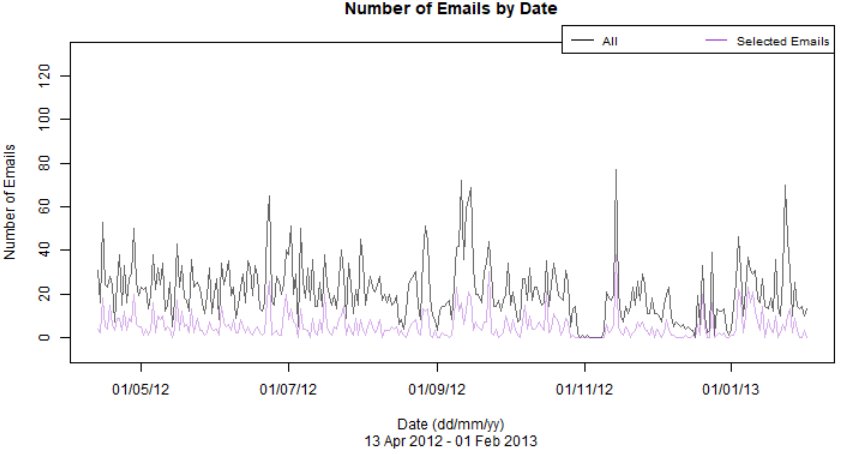 Number of Emails by Date
All
Selected Emails
Number of Emails
120
100
80
60
40
20
0
01/05/12
01/07/12
01/09/12
01/11/12
01/01/13
Date (dd/mm/yy)
13 Apr 2012 - 01 Feb 2013